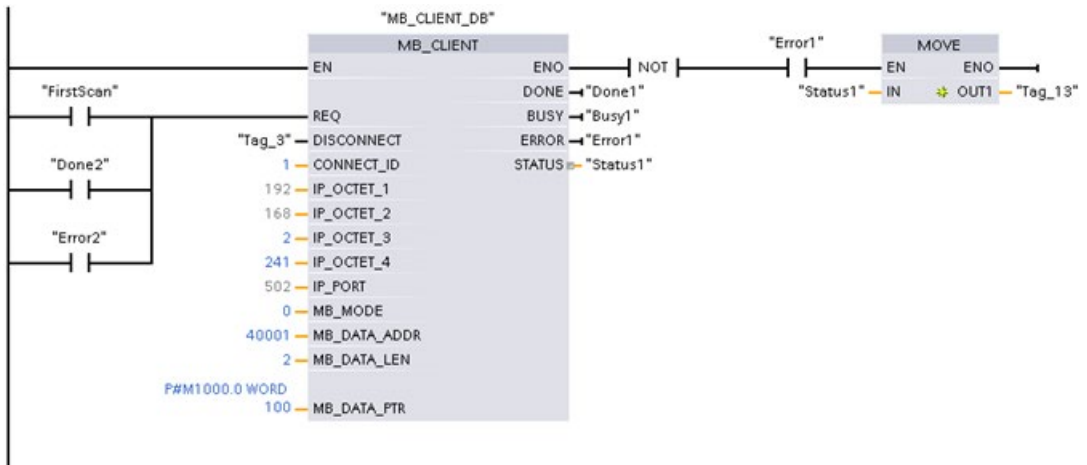 "MB_CLIENT_DB"
MB_CLIENT
"Error1"
MOVE
EN ENO NOT EN ENO
"FirstScan" DONE "Done1" "Status1" IN OUT1 "Tag_13"
REQ BUSY "Busy1"
"Tag_3" DISCONNECT ERROR "Error1"
"Done2" 1 CONNECT_ID STATUS "Status1"
192 IP_OCTET_1
168 IP_OCTET_2
"Error2" 2 IP_OCTET_3
241 IP_OCTET_4
502 IP_PORT
0 MB_MODE
40001 MB_DATA_ADDR
2 MB_DATA_LEN
P#M1000.0 WORD
100 MB_DATA_PTR